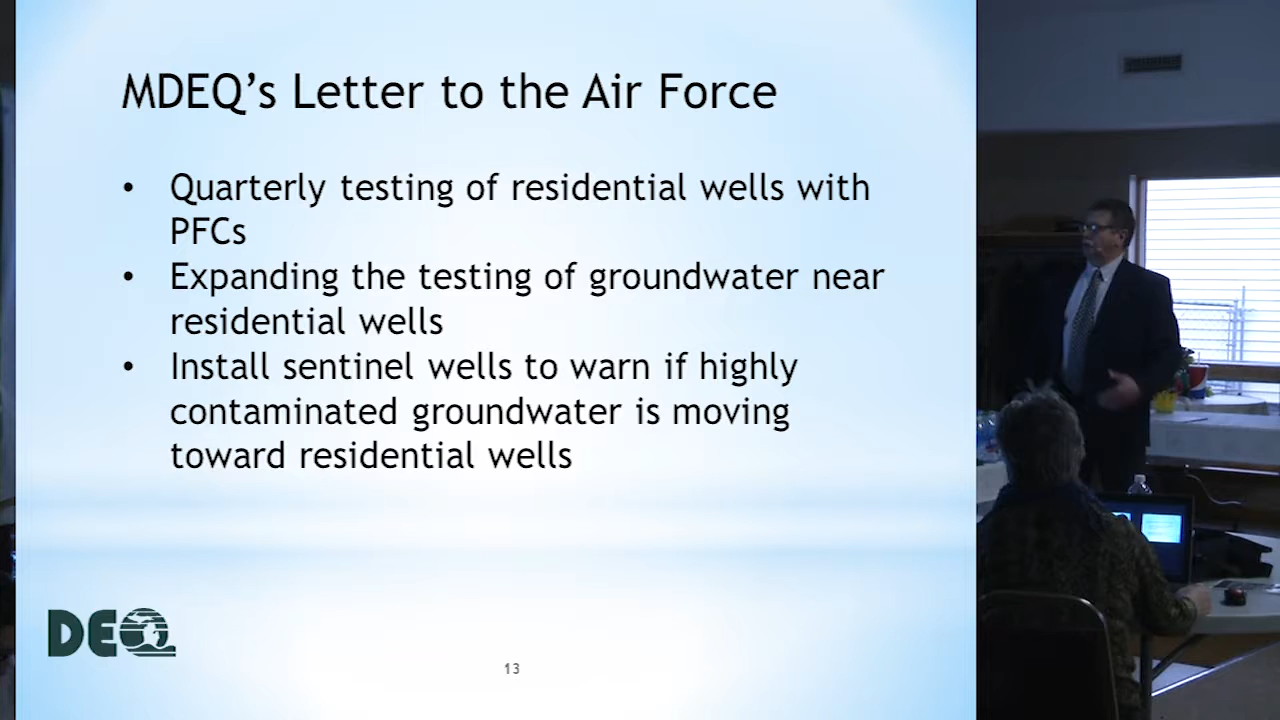 MDEQ’s Letter to the Air Force
• Quarterly testing of residential wells with
PFCs
• Expanding the testing of groundwater near
residential wells
• Install sentinel wells to warn if highly
contaminated groundwater is moving
toward residential wells
DEQ
13